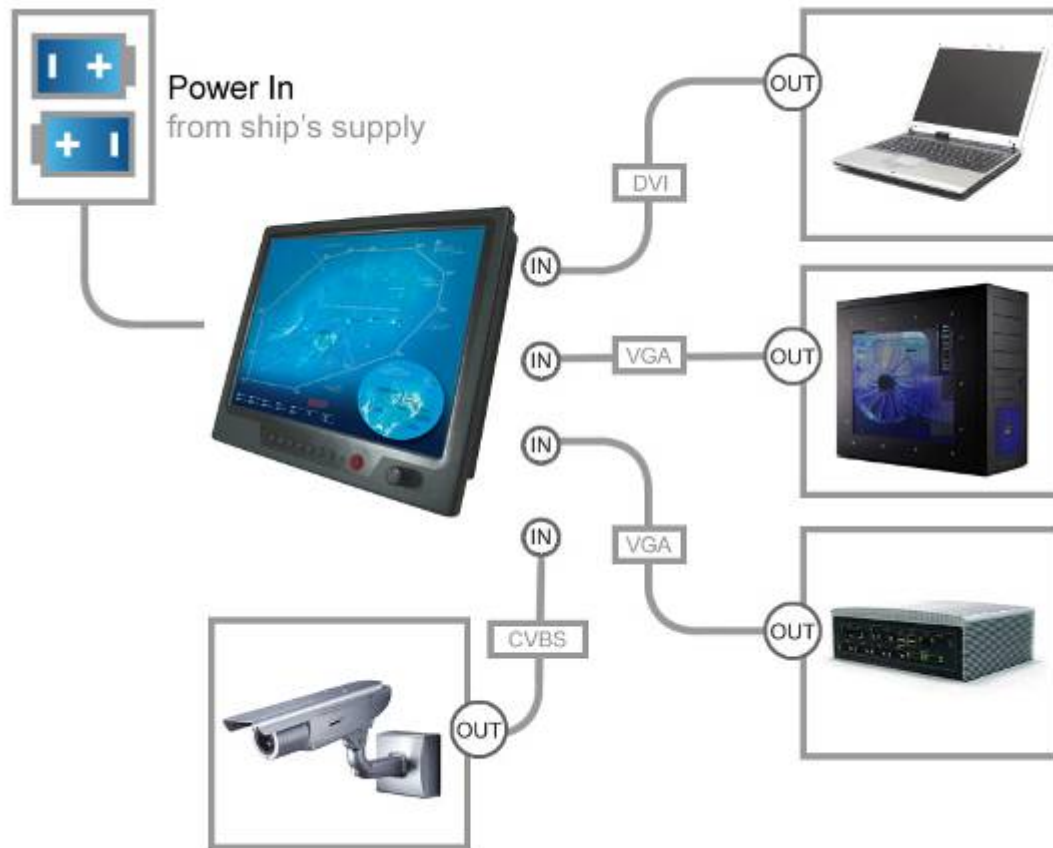 Power In
from ship's supply
OUT
DVI
IN
IN
VGA
OUT
IN
IN
VGA
CVBS
OUT
OUT